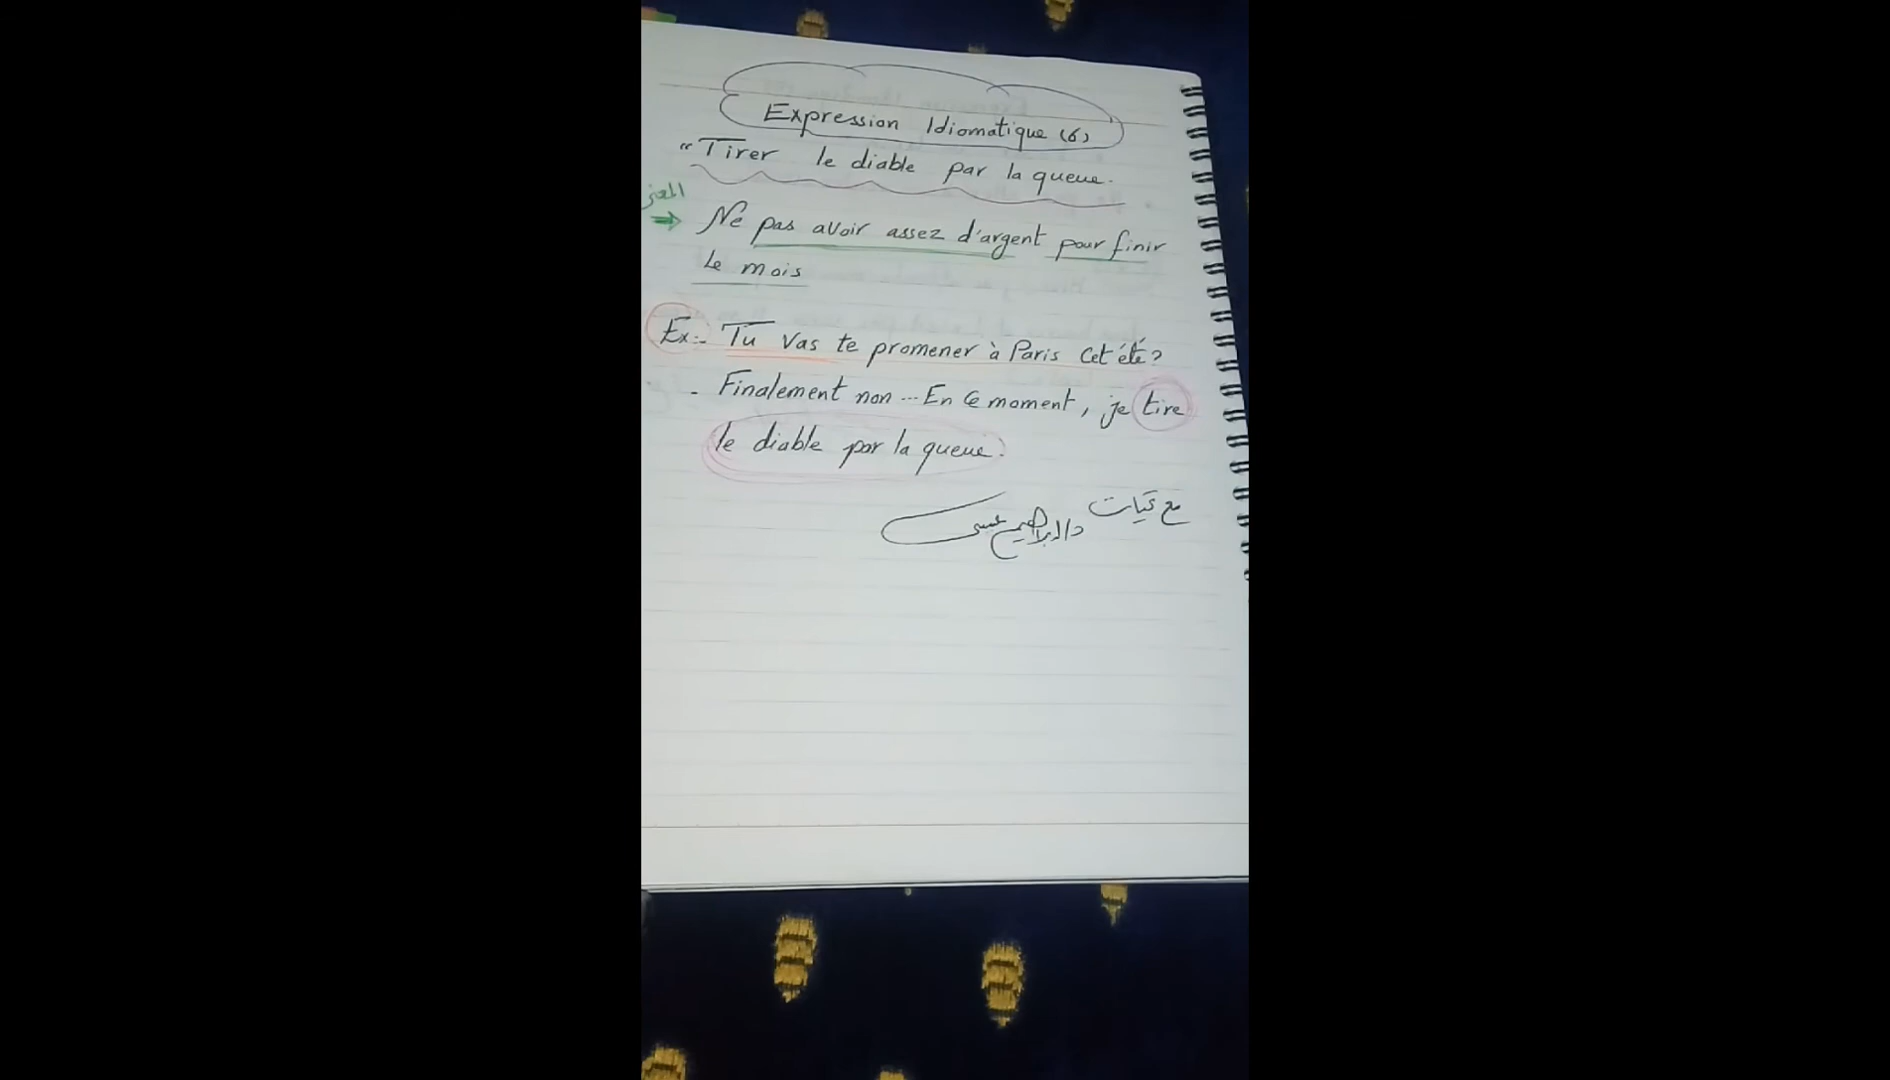 Expression Idiomatique (6)
"Tirer le diable par la queue.
المعنى
⇒ Ne pas avoir assez d'argent pour finir
le mois
Ex:- Tu vas te promener à Paris cet été?
- Finalement non... En ce moment, je tire
le diable par la queue.
مع تحيات
د/ ابراهيم عيسى